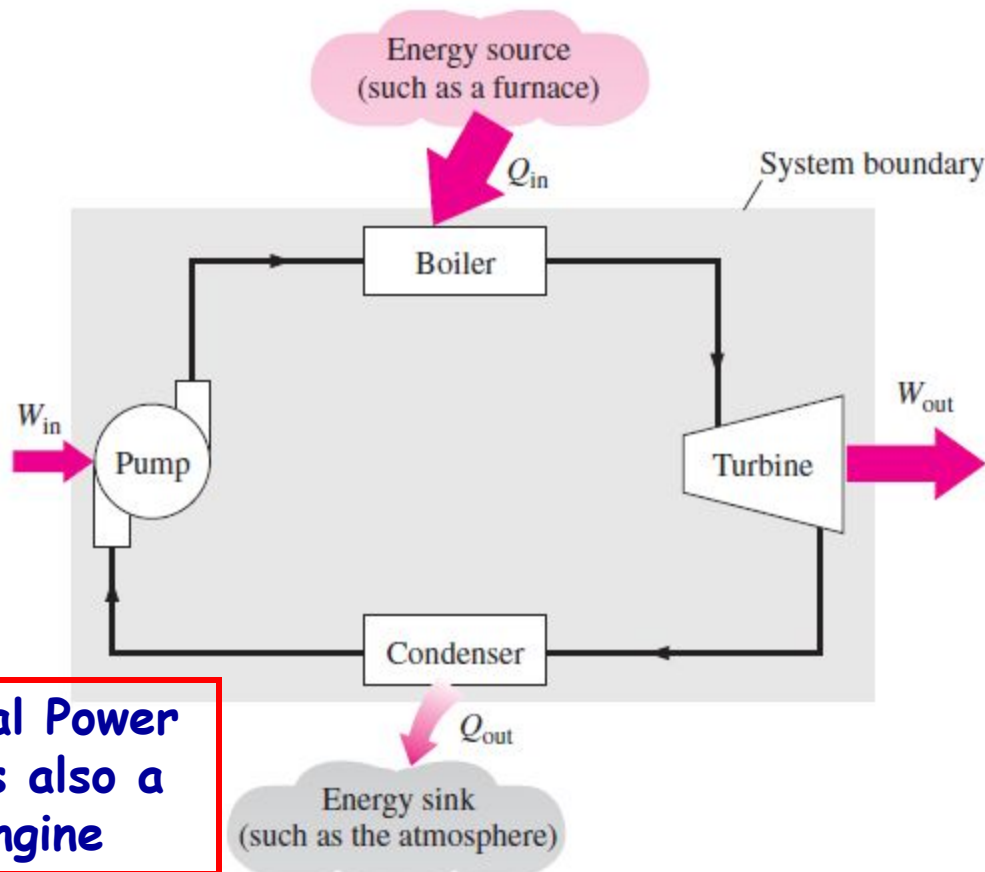 Energy source
(such as a furnace)
Qin
System boundary
Boiler
Win
Pump
Turbine
Wout
Condenser
Qout
al Power
s also a
ngine
Energy sink
(such as the atmosphere)